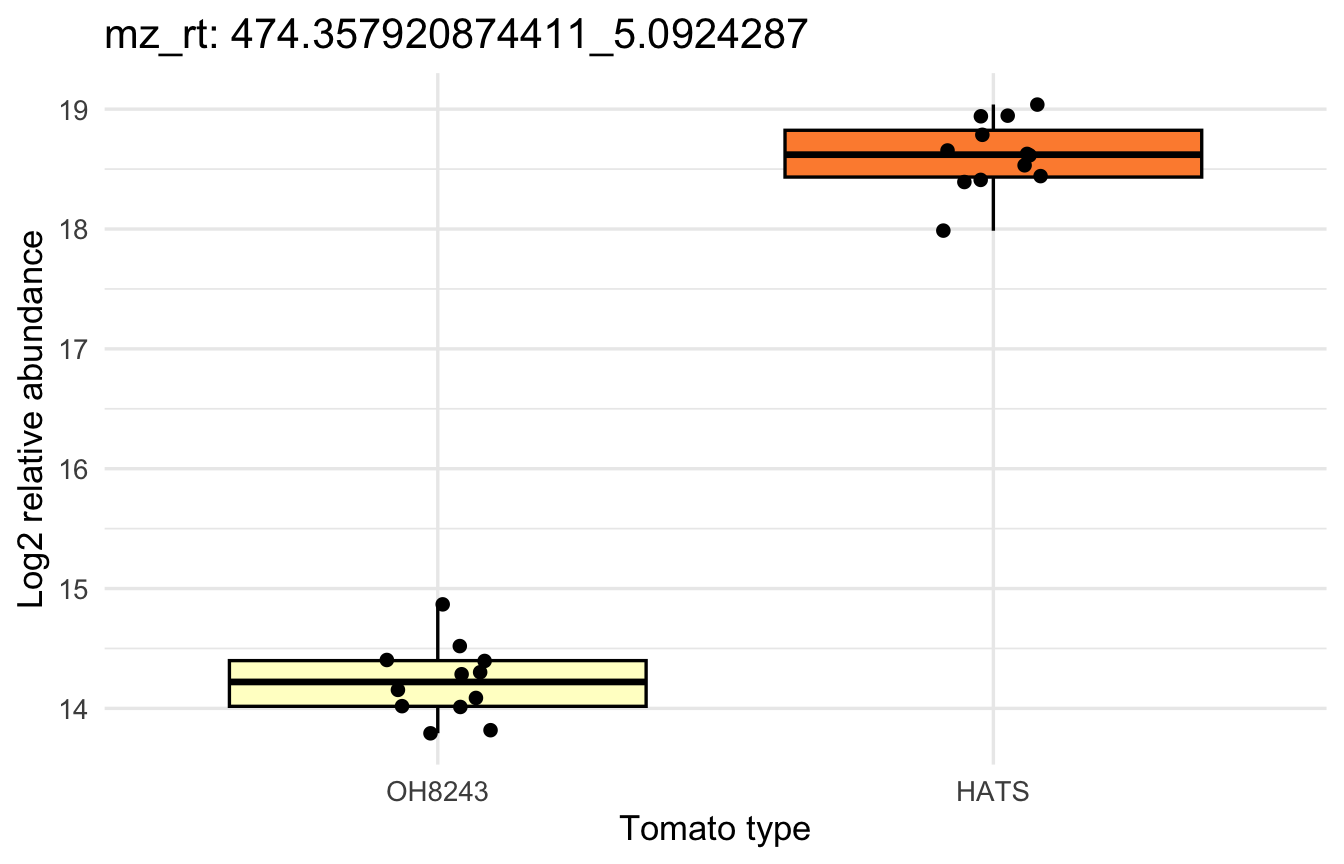 mz_rt: 474.357920874411_5.0924287
Log2 relative abundance
19
18
17
16
15
14
OH8243
HATS
Tomato type